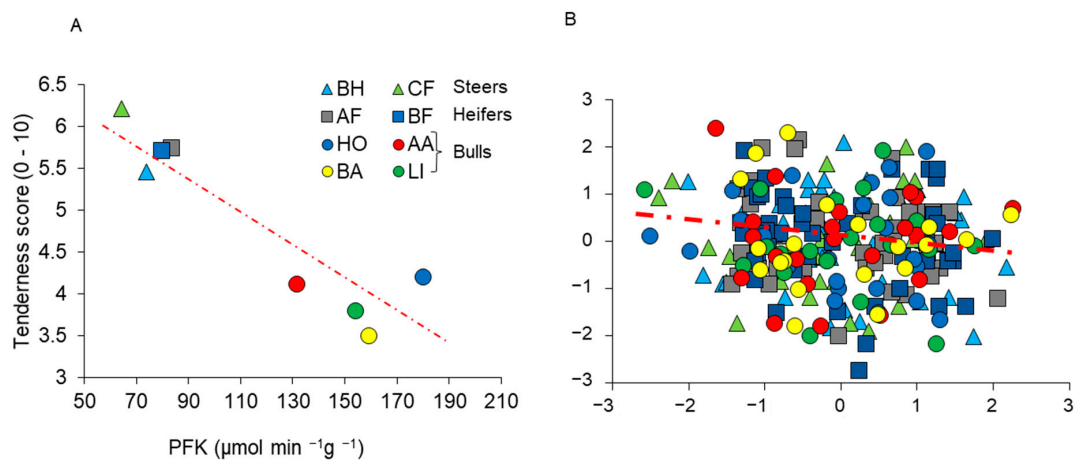 A
Tenderness score (0 - 10)
6.5
6
5.5
5
4.5
4
3.5
3
50 70 90 110 130 150 170 190 210
PFK (µmol min ⁻¹g ⁻¹)
BH CF Steers
AF BF Heifers
HO AA
Bulls
BA LI
B
3
2
1
0
−1
−2
−3
−3 −2 −1 0 1 2 3